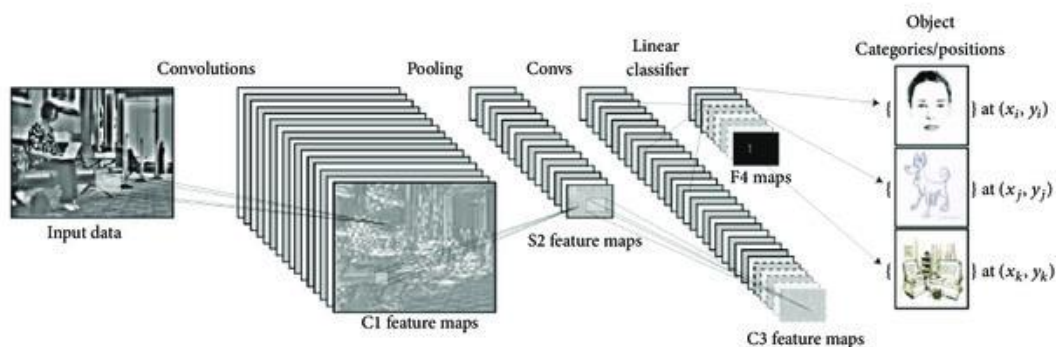 Object
Categories/positions
Linear
classifier
Convolutions
Pooling
Convs
{ } at (xᵢ, yᵢ)
F4 maps
{ } at (xⱼ, yⱼ)
Input data
S2 feature maps
{ } at (xₖ, yₖ)
C1 feature maps
C3 feature maps